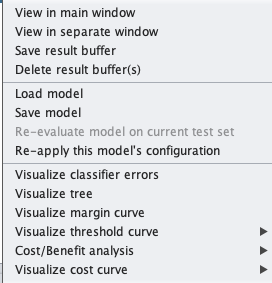 View in main window
View in separate window
Save result buffer
Delete result buffer(s)
Load model
Save model
Re-evaluate model on current test set
Re-apply this model's configuration
Visualize classifier errors
Visualize tree
Visualize margin curve
Visualize threshold curve
Cost/Benefit analysis
Visualize cost curve